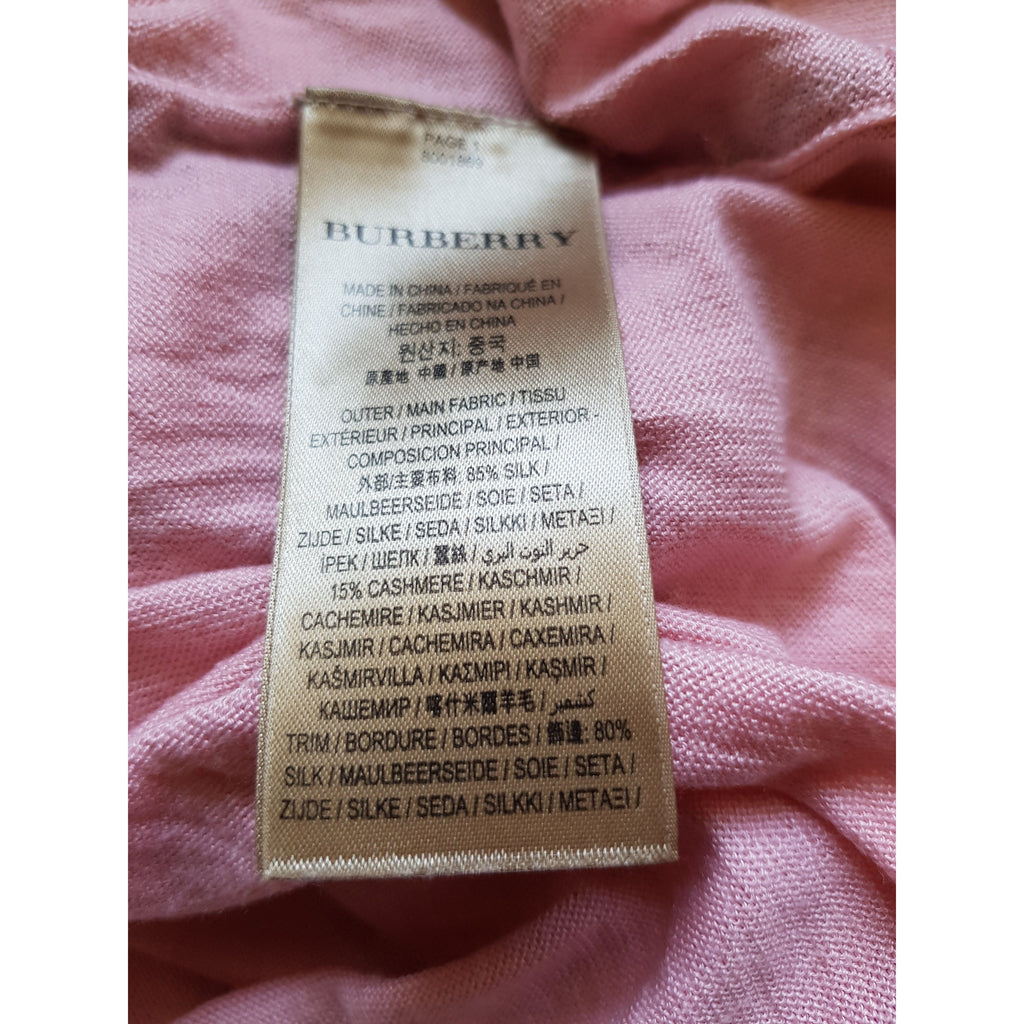 PAGE 1
BURBERRY
MADE IN CHINA / FABRIQUÉ EN
CHINE / FABRICADO NA CHINA /
HECHO EN CHINA
원산지: 중국
原產地 中國 / 原产地 中国
OUTER / MAIN FABRIC / TISSU
EXTERIEUR / PRINCIPAL / EXTERIOR -
COMPOSICION PRINCIPAL /
外部/主要布料 85% SILK /
MAULBEERSEIDE / SOIE / SETA /
ZIJDE / SILKE / SEDA / SILKKI / ΜΕΤΑΞΙ /
İPEK / ШЕЛК / 蠶絲 / حرير التوت البري
15% CASHMERE / KASCHMIR /
CACHEMIRE / KASJMIER / KASHMIR /
KASJMIR / CACHEMIRA / CAXEMIRA /
KAŠMIRVILLA / ΚΑΣΜΙΡΙ / KAŞMİR /
КАШЕМИР / 喀什米爾羊毛 / كشمير
TRIM / BORDURE / BORDES / 飾邊: 80%
SILK / MAULBEERSEIDE / SOIE / SETA /
ZIJDE / SILKE / SEDA / SILKKI / ΜΕΤΑΞΙ /